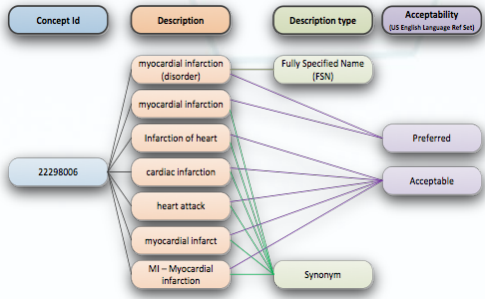 Concept Id
Description
Description type
Acceptability
(US English Language Ref Set)
myocardial infarction
(disorder)
Fully Specified Name
(FSN)
myocardial infarction
Infarction of heart
Preferred
22298006
cardiac infarction
Acceptable
heart attack
myocardial infarct
MI – Myocardial
infarction
Synonym